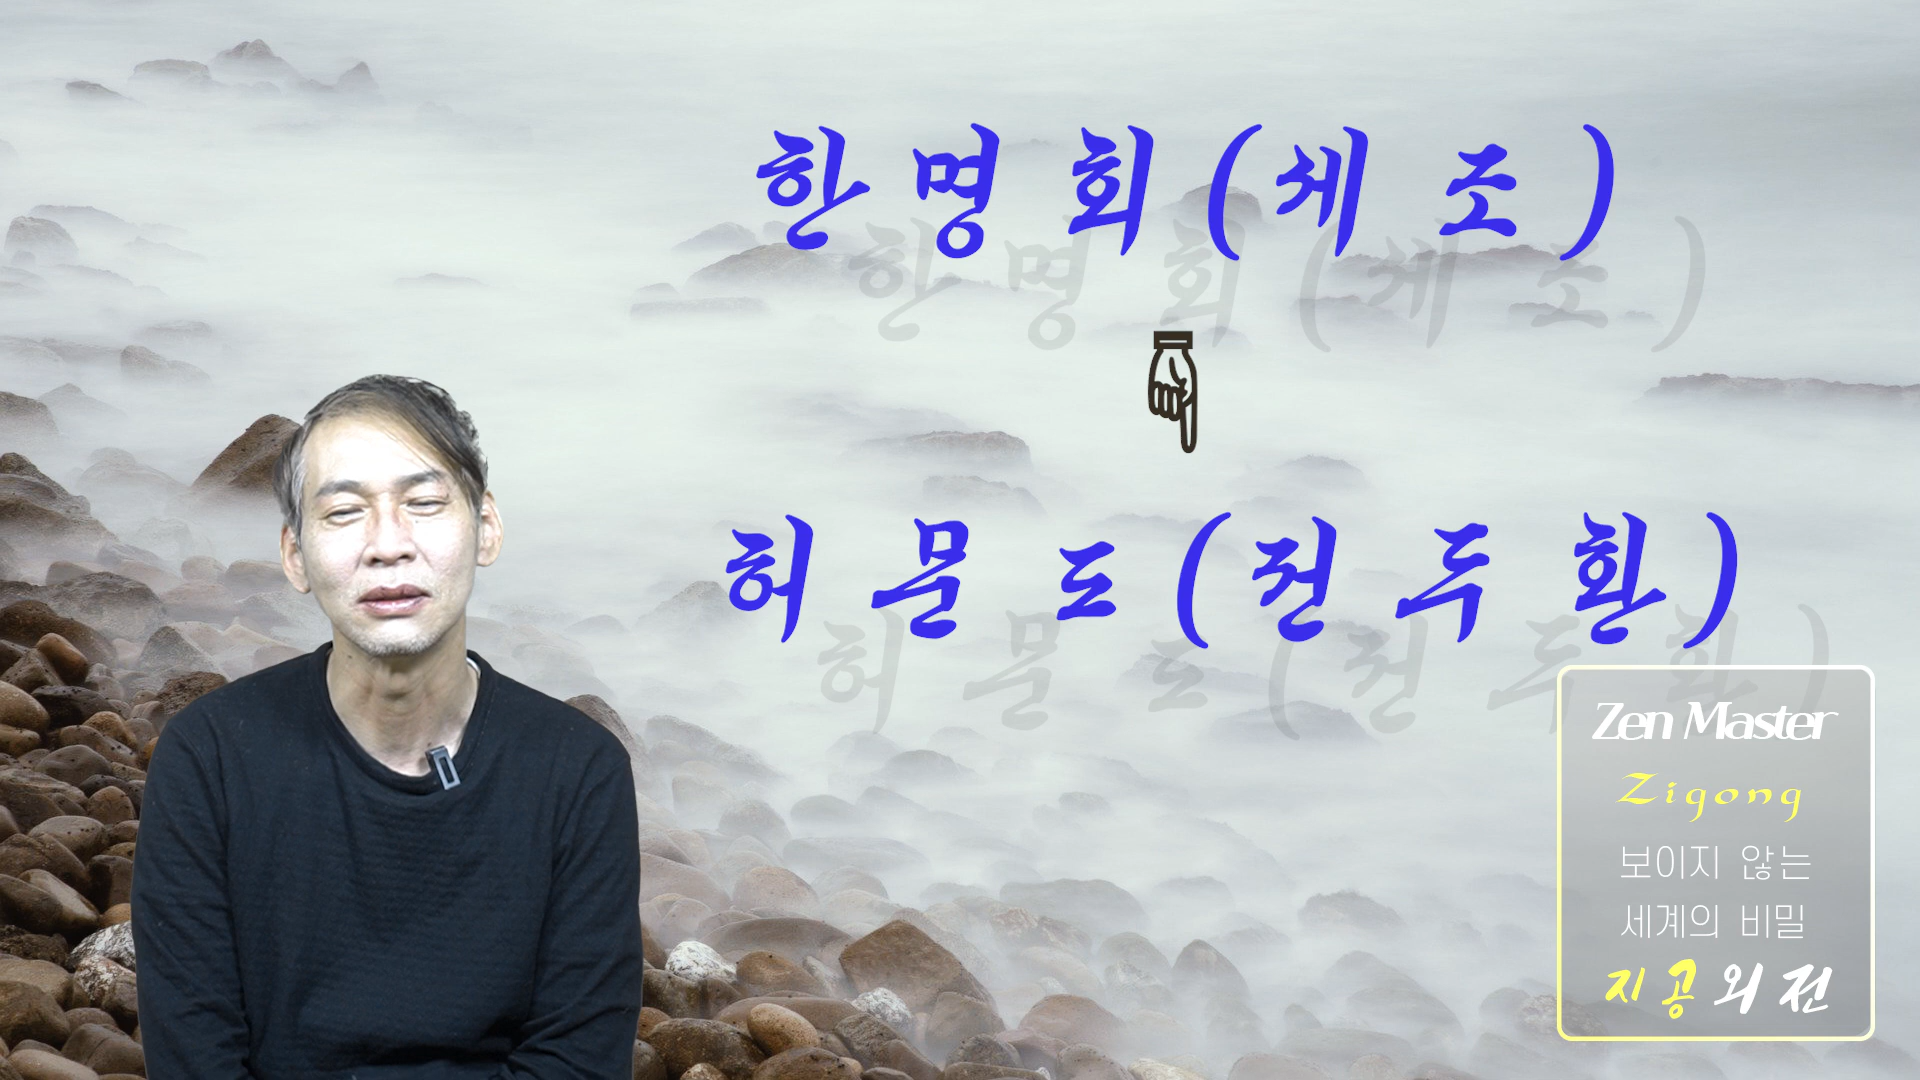 한명회(세조)
허문도(전두환)
Zen Master
Zigong
보이지 않는
세계의 비밀
지공외전